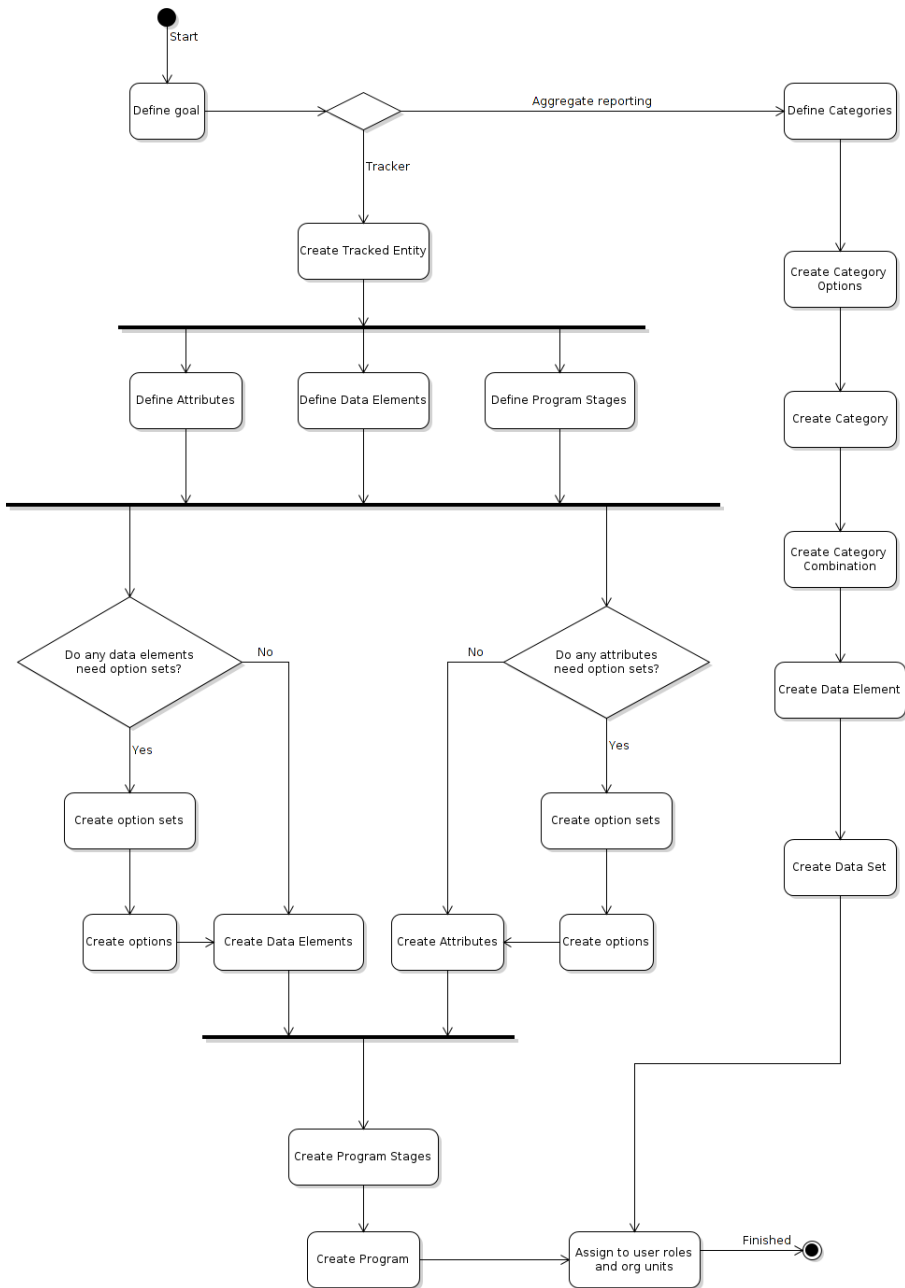 Start
Define goal
Aggregate reporting
Define Categories
Tracker
Create Tracked Entity
Create Category
Options
Define Attributes
Define Data Elements
Define Program Stages
Create Category
Create Category
Combination
Do any data elements
need option sets?
No
No
Do any attributes
need option sets?
Create Data Element
Yes
Yes
Create option sets
Create option sets
Create Data Set
Create options
Create Data Elements
Create Attributes
Create options
Create Program Stages
Create Program
Assign to user roles
and org units
Finished